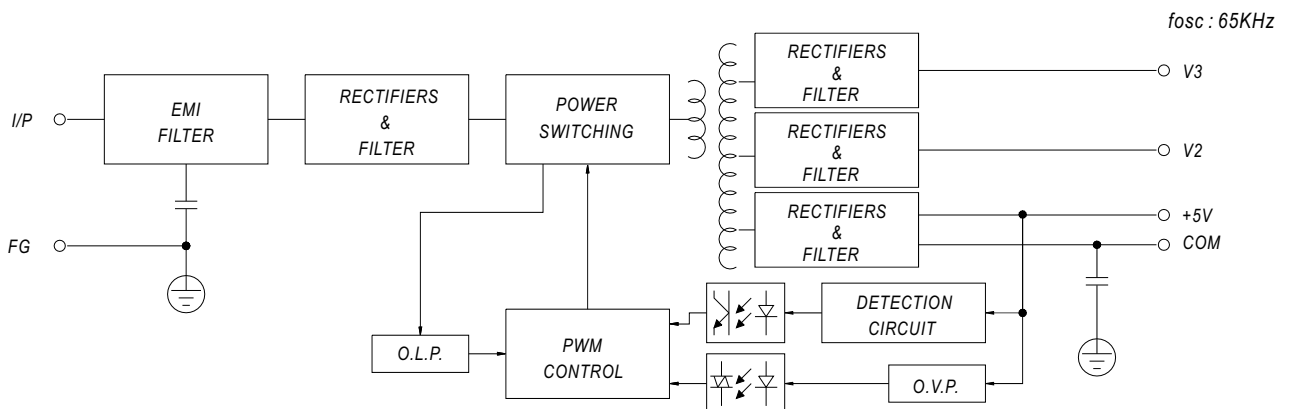 fosc : 65KHz
RECTIFIERS
&
FILTER
V3
I/P
EMI
FILTER
RECTIFIERS
&
FILTER
POWER
SWITCHING
RECTIFIERS
&
FILTER
V2
RECTIFIERS
&
FILTER
+5V
COM
FG
DETECTION
CIRCUIT
O.L.P.
PWM
CONTROL
O.V.P.